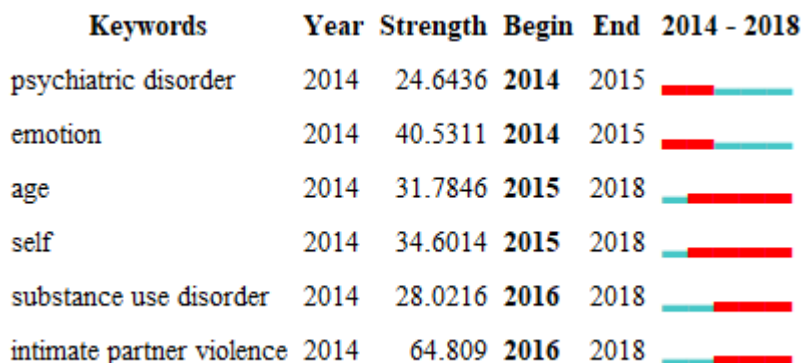 Keywords Year Strength Begin End 2014 - 2018
psychiatric disorder 2014 24.6436 2014 2015
emotion 2014 40.5311 2014 2015
age 2014 31.7846 2015 2018
self 2014 34.6014 2015 2018
substance use disorder 2014 28.0216 2016 2018
intimate partner violence 2014 64.809 2016 2018